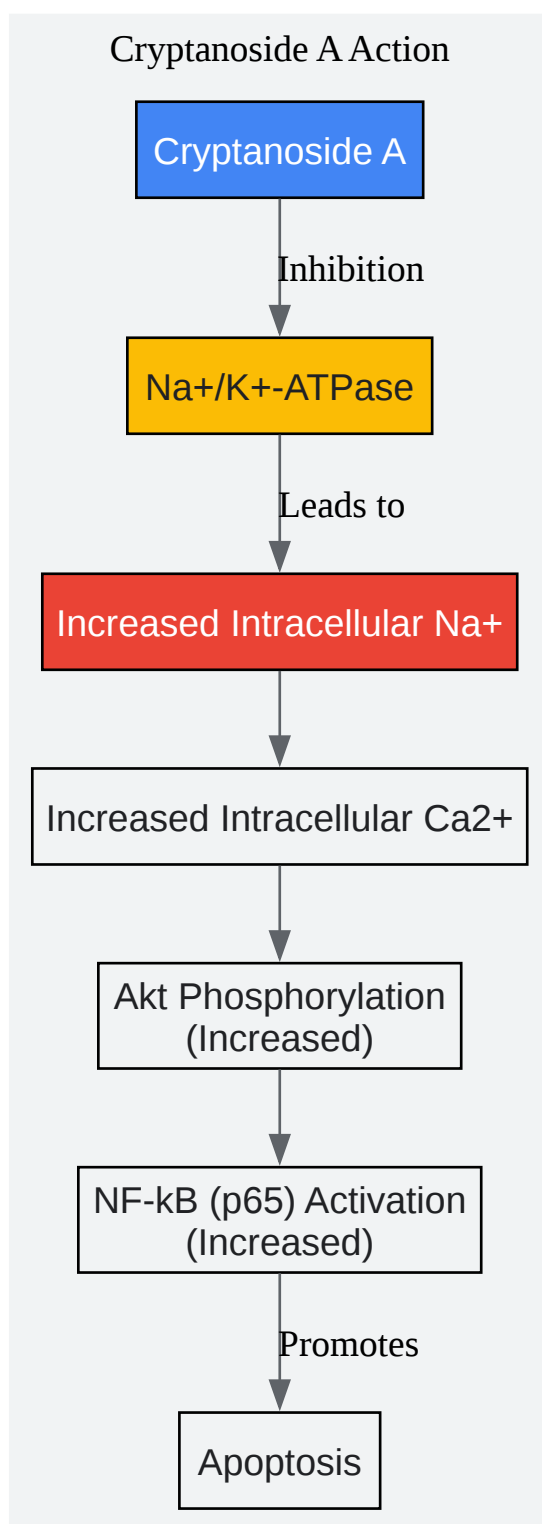 Cryptanoside A Action
Cryptanoside A
Inhibition
Na+/K+-ATPase
Leads to
Increased Intracellular Na+
Increased Intracellular Ca2+
Akt Phosphorylation
(Increased)
NF-kB (p65) Activation
(Increased)
Promotes
Apoptosis